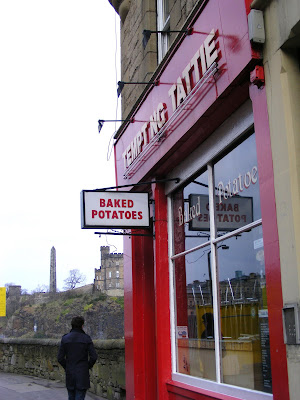 TEMPTING TATTIE
BAKED
POTATOES
Baked Potatoes